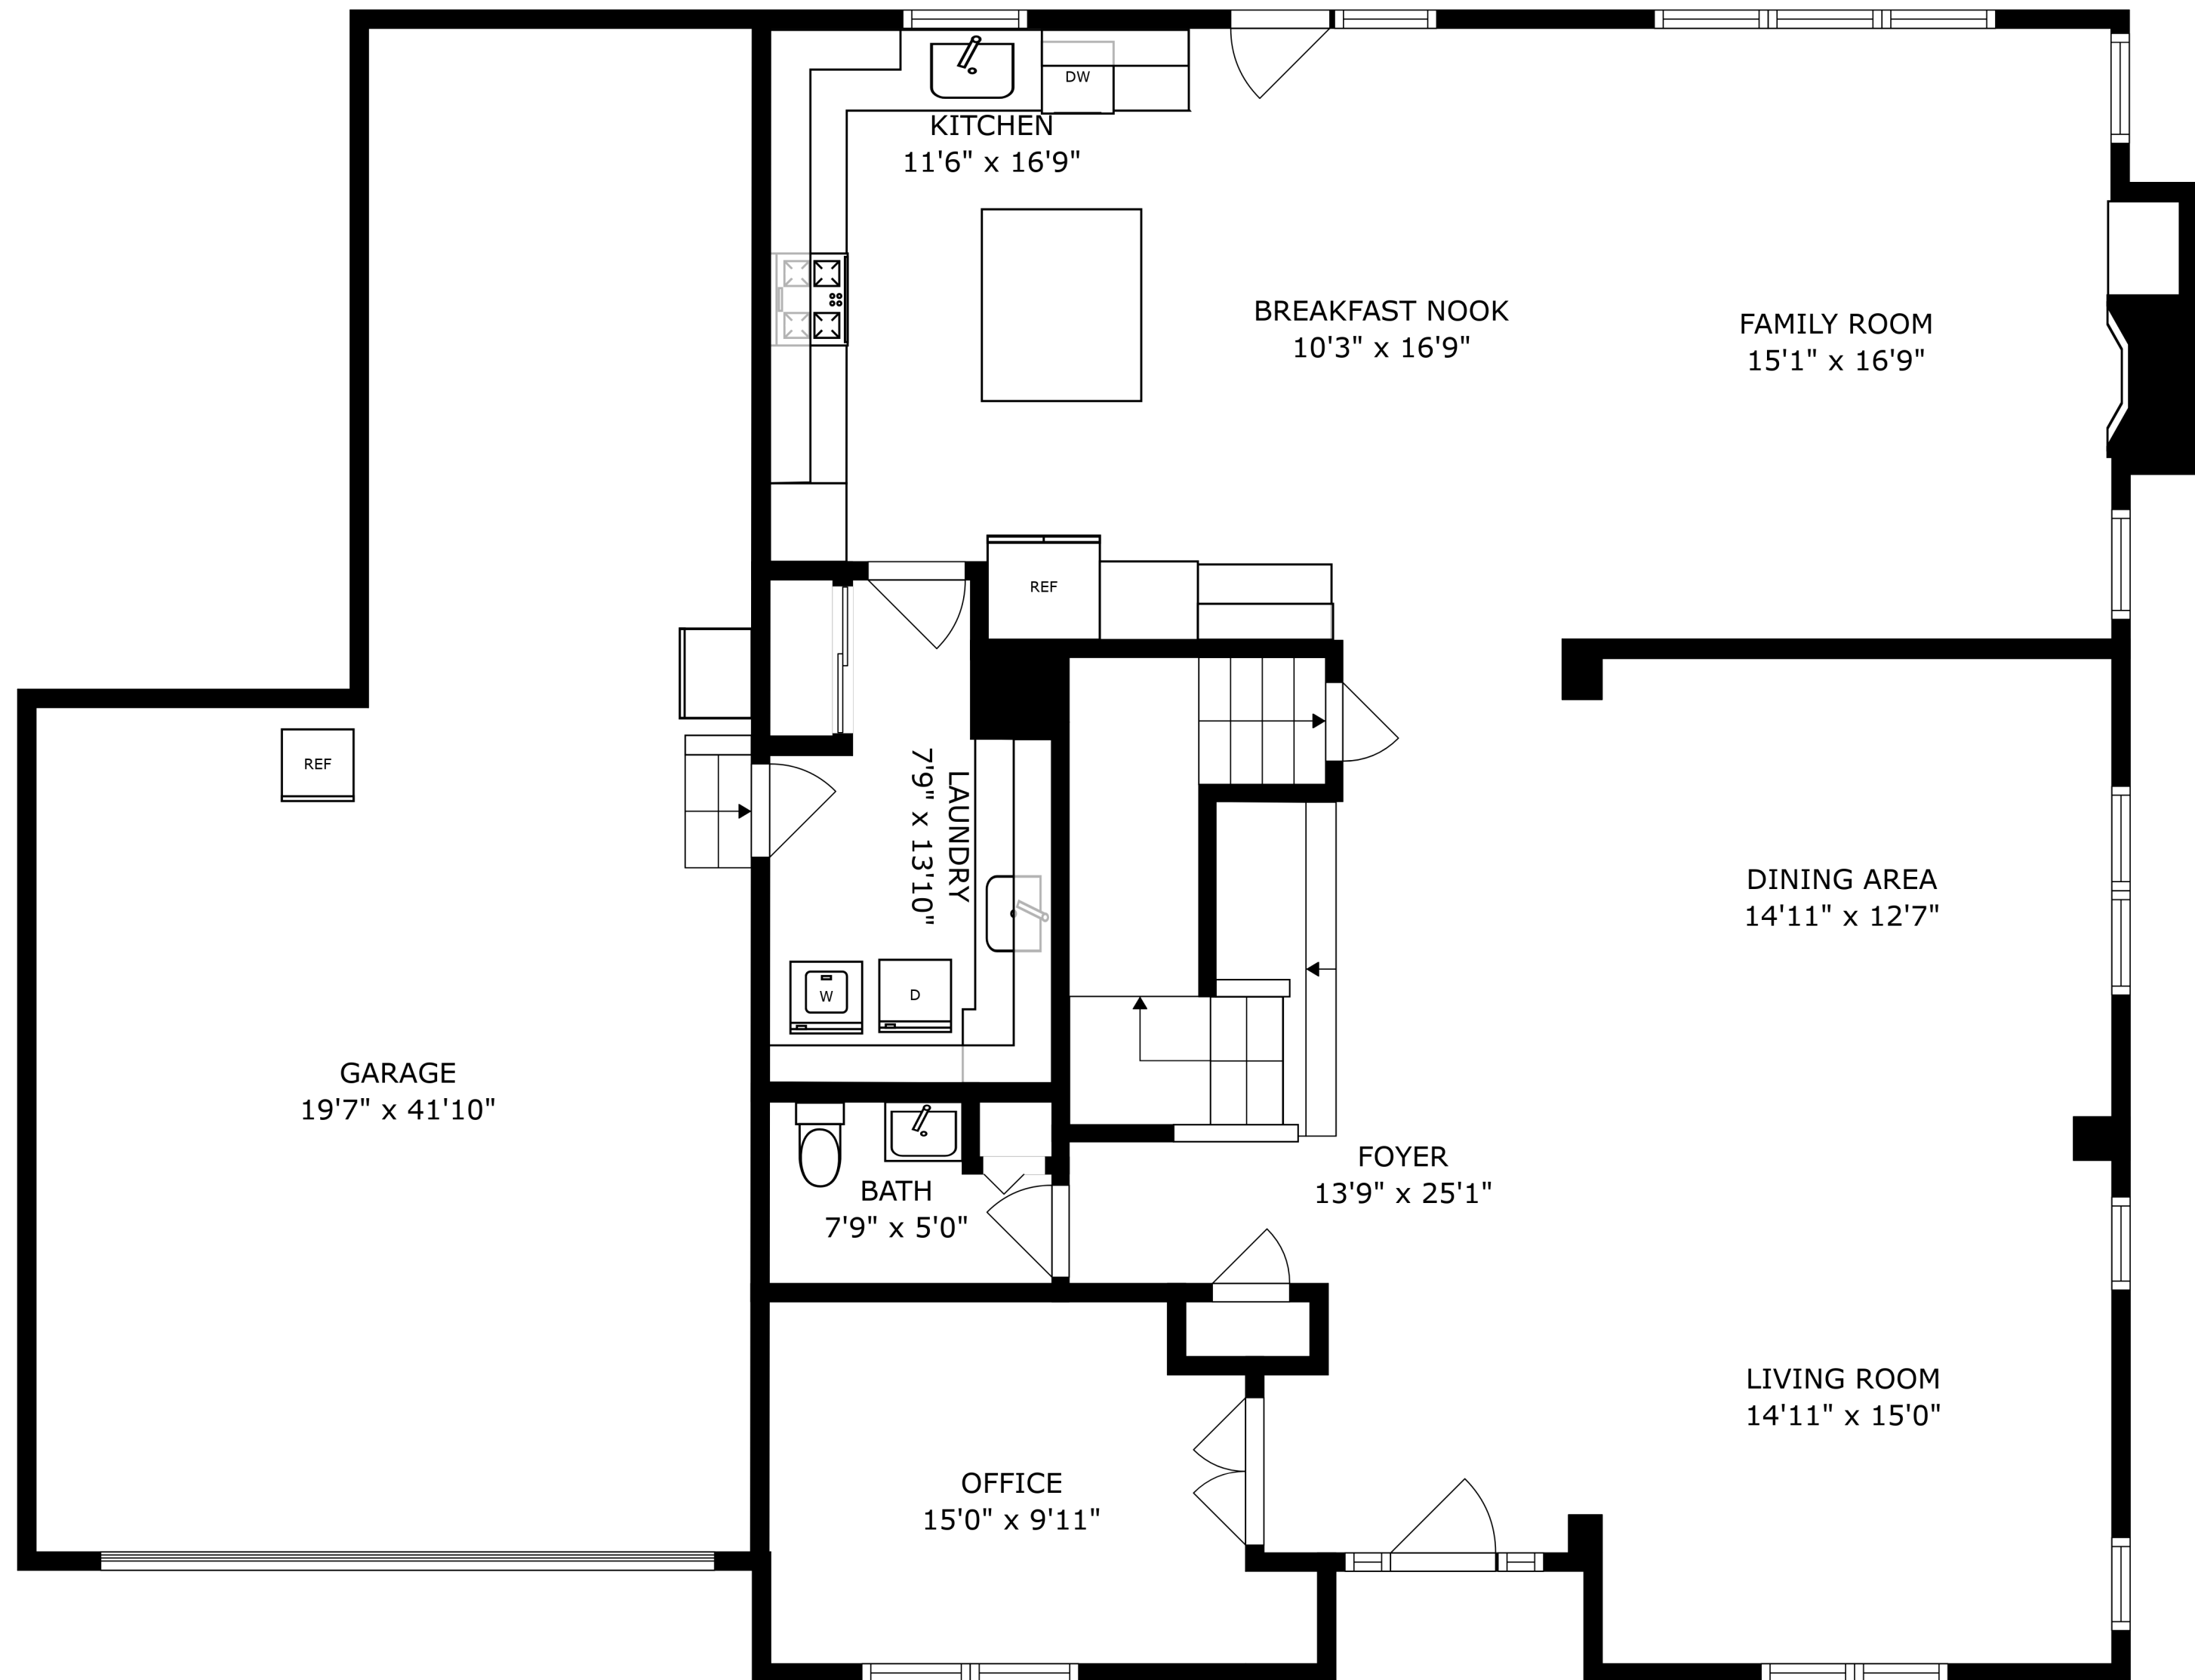 DW
KITCHEN
11'6" x 16'9"
BREAKFAST NOOK
10'3" x 16'9"
FAMILY ROOM
15'1" x 16'9"
REF
REF
LAUNDRY
7'9" x 13'10"
DINING AREA
14'11" x 12'7"
W
D
GARAGE
19'7" x 41'10"
FOYER
13'9" x 25'1"
BATH
7'9" x 5'0"
LIVING ROOM
14'11" x 15'0"
OFFICE
15'0" x 9'11"